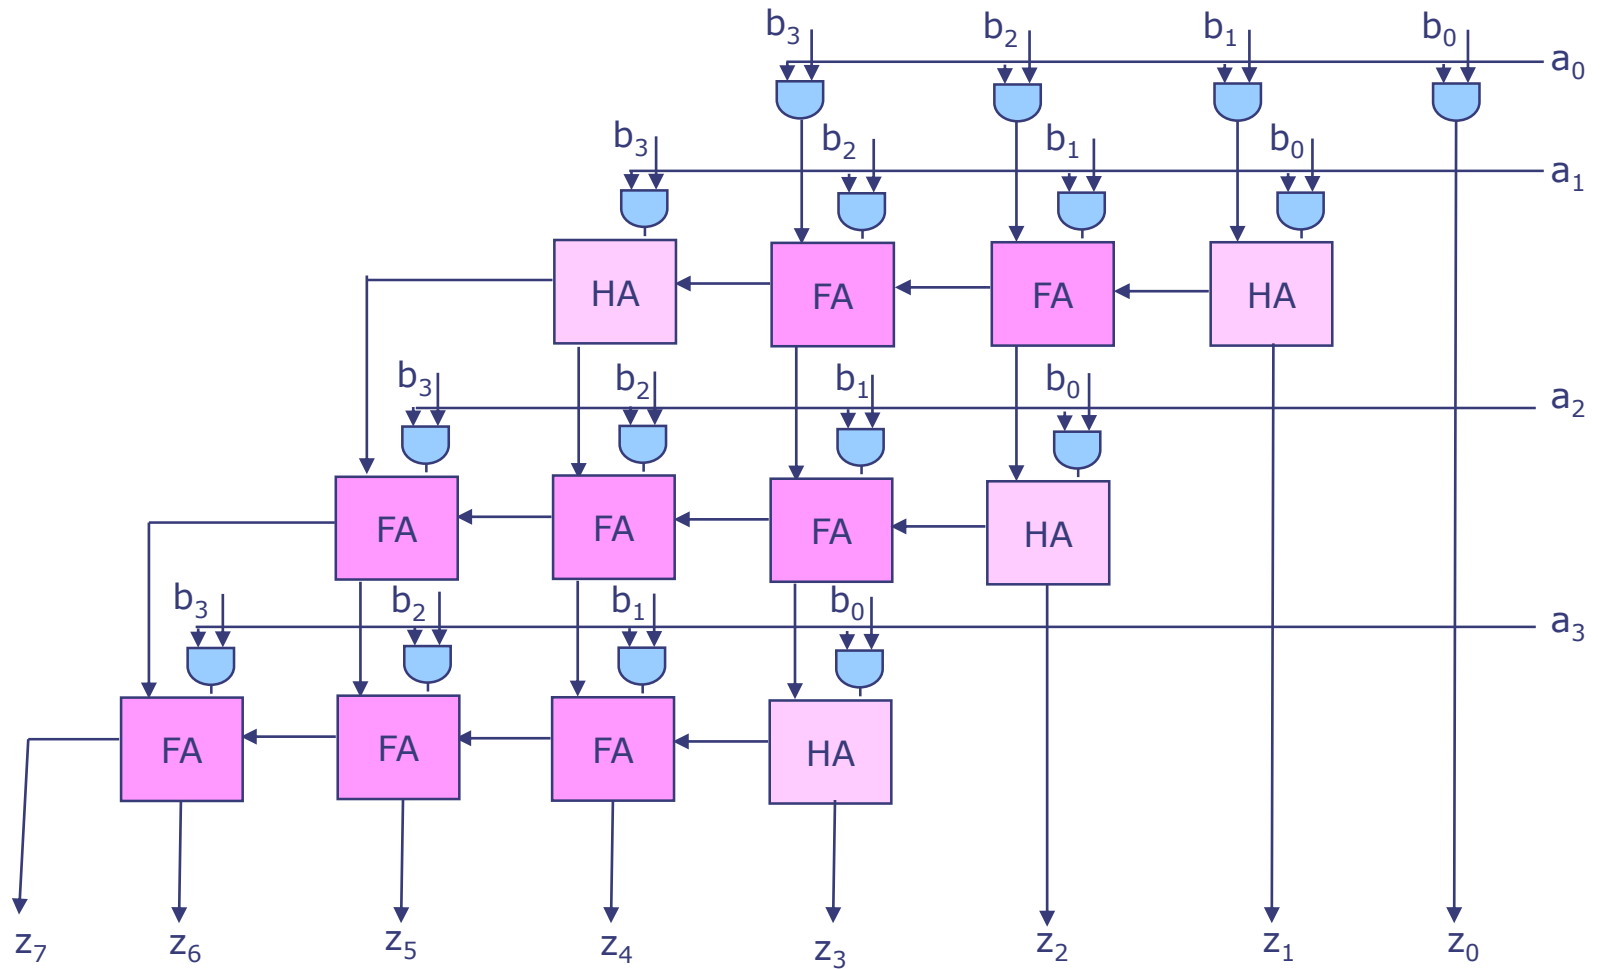 b₃ b₂ b₁ b₀
a₀
b₃ b₂ b₁ b₀
a₁
HA FA FA HA
b₃ b₂ b₁ b₀
a₂
FA FA FA HA
b₃ b₂ b₁ b₀
a₃
FA FA FA HA
z₇ z₆ z₅ z₄ z₃ z₂ z₁ z₀